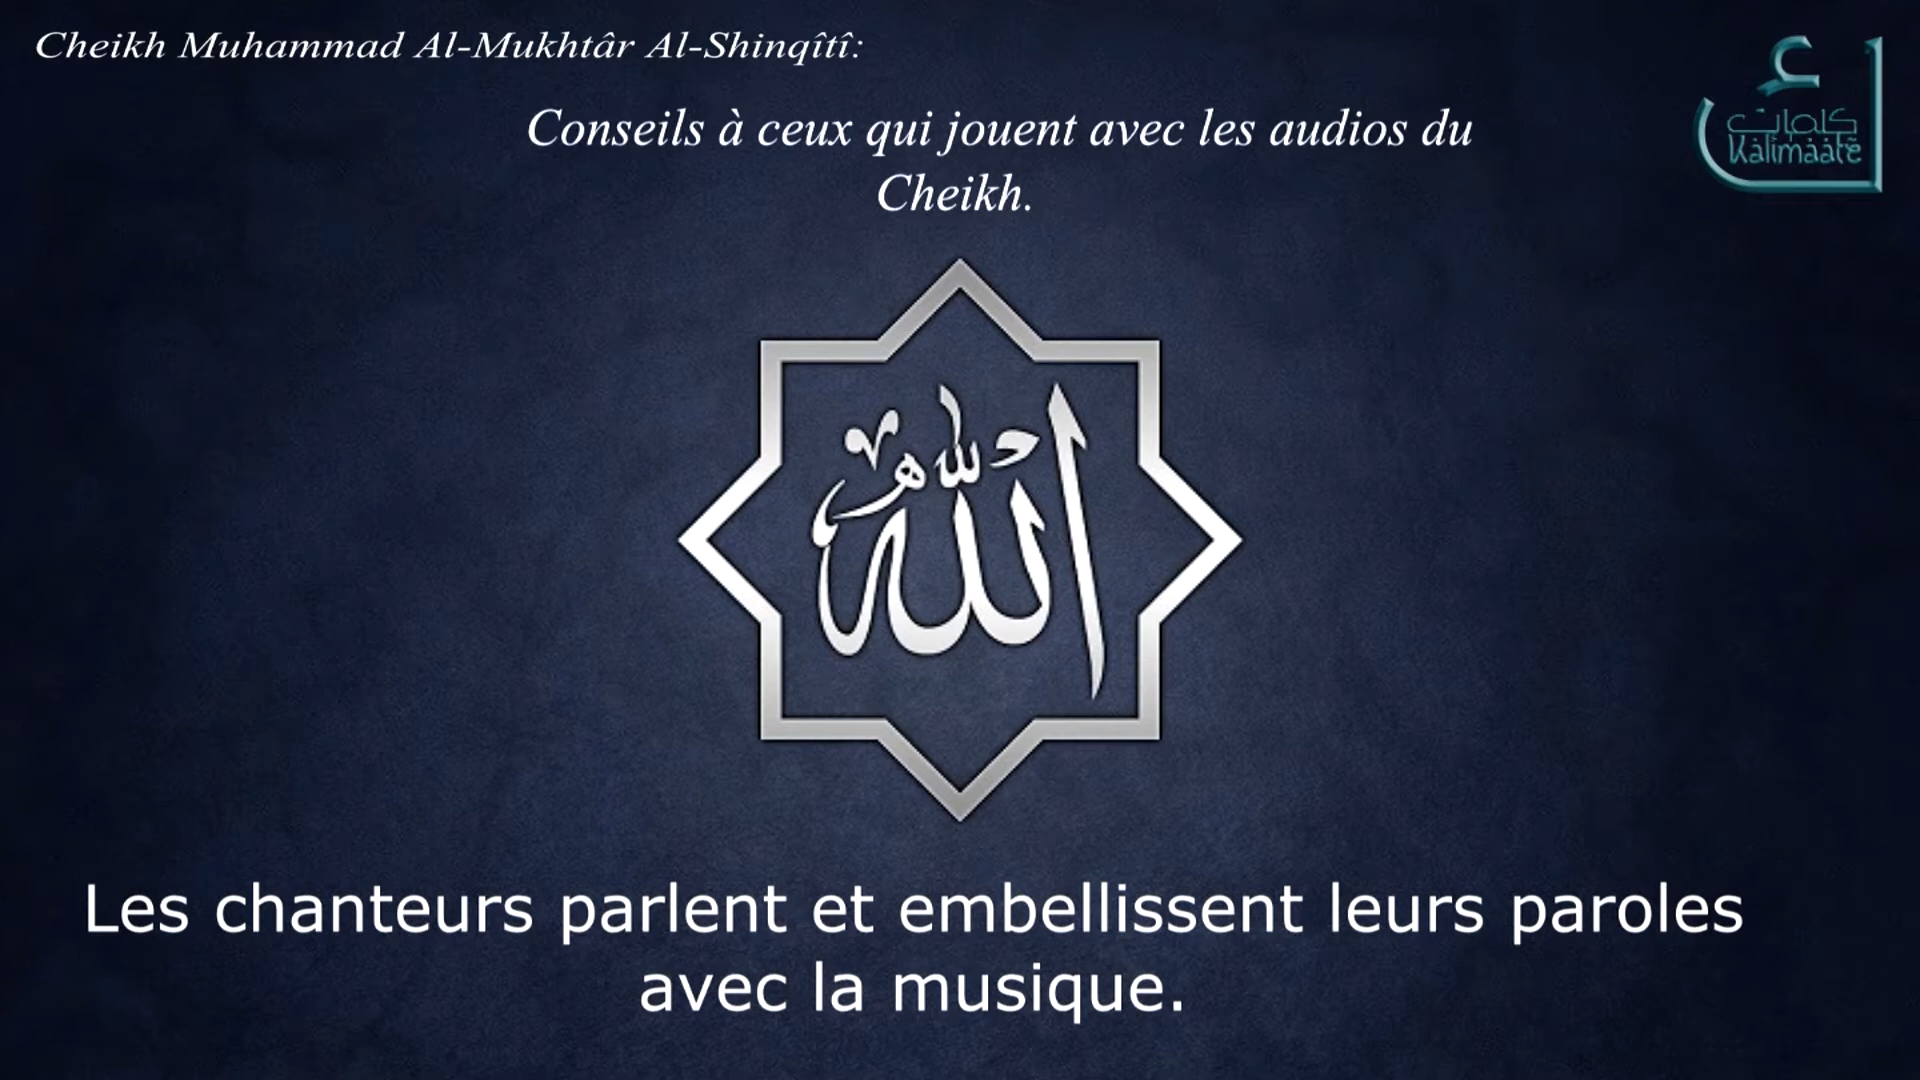 Cheikh Muhammad Al-Mukhtâr Al-Shinqîtî:
Conseils à ceux qui jouent avec les audios du
Cheikh.
كلمات
Kalimaate
الله
Les chanteurs parlent et embellissent leurs paroles
avec la musique.